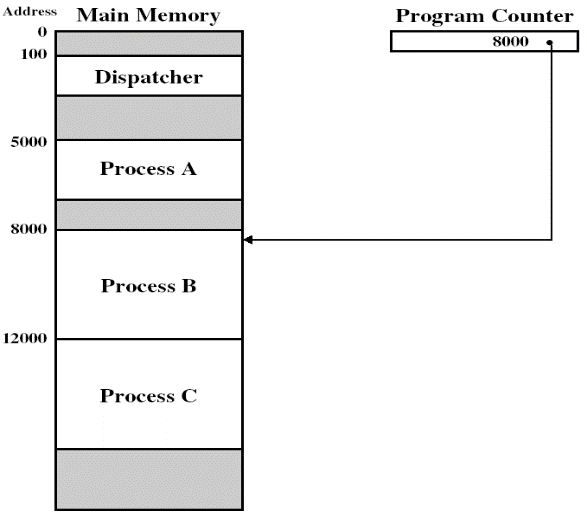 Address
Main Memory
Program Counter
0
8000
100
Dispatcher
5000
Process A
8000
Process B
12000
Process C